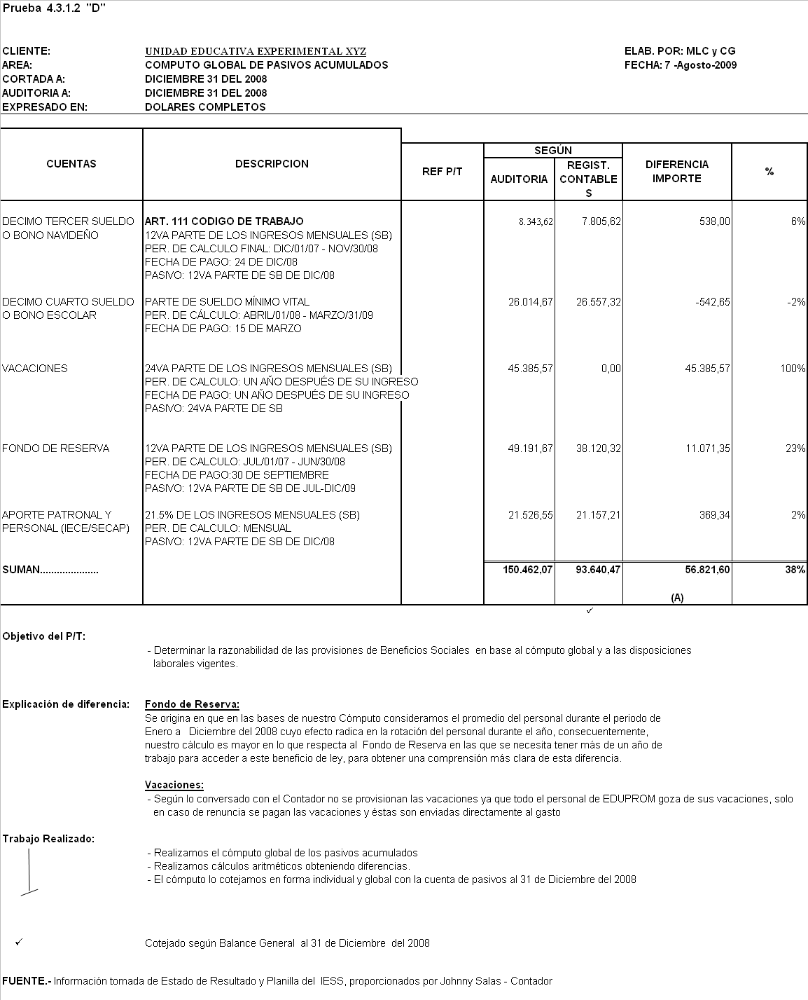 Prueba 4.3.1.2 "D"
CLIENTE: UNIDAD EDUCATIVA EXPERIMENTAL XYZ ELAB. POR: MLC y CG
AREA: COMPUTO GLOBAL DE PASIVOS ACUMULADOS FECHA: 7 -Agosto-2009
CORTADA A: DICIEMBRE 31 DEL 2008
AUDITORIA A: DICIEMBRE 31 DEL 2008
EXPRESADO EN: DOLARES COMPLETOS
CUENTAS DESCRIPCION REF P/T SEGÚN DIFERENCIA IMPORTE %
AUDITORIA REGIST. CONTABLE S
DECIMO TERCER SUELDO ART. 111 CODIGO DE TRABAJO 8.343,62 7.805,62 538,00 6%
O BONO NAVIDEÑO 12VA PARTE DE LOS INGRESOS MENSUALES (SB)
PER. DE CALCULO FINAL: DIC/01/07 - NOV/30/08
FECHA DE PAGO: 24 DE DIC/08
PASIVO: 12VA PARTE DE SB DE DIC/08
DECIMO CUARTO SUELDO PARTE DE SUELDO MÍNIMO VITAL 26.014,67 26.557,32 -542,65 -2%
O BONO ESCOLAR PER. DE CÁLCULO: ABRIL/01/08 - MARZO/31/09
FECHA DE PAGO: 15 DE MARZO
VACACIONES 24VA PARTE DE LOS INGRESOS MENSUALES (SB) 45.385,57 0,00 45.385,57 100%
PER. DE CALCULO: UN AÑO DESPUÉS DE SU INGRESO
FECHA DE PAGO: UN AÑO DESPUÉS DE SU INGRESO
PASIVO: 24VA PARTE DE SB
FONDO DE RESERVA 12VA PARTE DE LOS INGRESOS MENSUALES (SB) 49.191,67 38.120,32 11.071,35 23%
PER. DE CALCULO: JUL/01/07 - JUN/30/08
FECHA DE PAGO:30 DE SEPTIEMBRE
PASIVO: 12VA PARTE DE SB DE JUL-DIC/09
APORTE PATRONAL Y 21.5% DE LOS INGRESOS MENSUALES (SB) 21.526,55 21.157,21 369,34 2%
PERSONAL (IECE/SECAP) PER. DE CALCULO: MENSUAL
PASIVO: 12VA PARTE DE SB DE DIC/08
SUMAN..................... 150.462,07 93.640,47 56.821,60 38%
(A)
✓
Objetivo del P/T:
- Determinar la razonabilidad de las provisiones de Beneficios Sociales en base al cómputo global y a las disposiciones
laborales vigentes.
Explicación de diferencia: Fondo de Reserva:
Se origina en que en las bases de nuestro Cómputo consideramos el promedio del personal durante el periodo de
Enero a Diciembre del 2008 cuyo efecto radica en la rotación del personal durante el año, consecuentemente,
nuestro cálculo es mayor en lo que respecta al Fondo de Reserva en las que se necesita tener más de un año de
trabajo para acceder a este beneficio de ley, para obtener una comprensión más clara de esta diferencia.
Vacaciones:
- Según lo conversado con el Contador no se provisionan las vacaciones ya que todo el personal de EDUPROM goza de sus vacaciones, solo
en caso de renuncia se pagan las vacaciones y éstas son enviadas directamente al gasto
Trabajo Realizado:
- Realizamos el cómputo global de los pasivos acumulados
- Realizamos cálculos aritméticos obteniendo diferencias.
- El cómputo lo cotejamos en forma individual y global con la cuenta de pasivos al 31 de Diciembre del 2008
✓ Cotejado según Balance General al 31 de Diciembre del 2008
FUENTE.- Información tomada de Estado de Resultado y Planilla del IESS, proporcionados por Johnny Salas - Contador